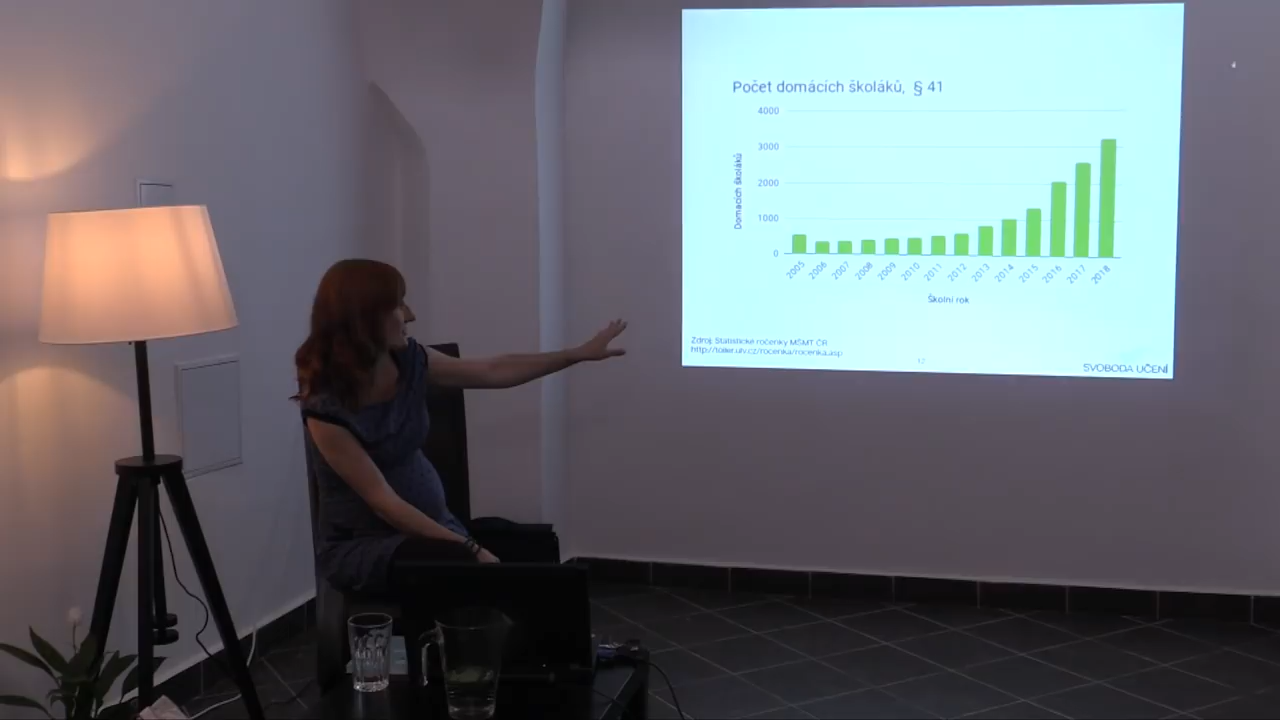 Počet domácích školáků, § 41
4000
3000
2000
1000
0
Domácích školáků
2005 2006 2007 2008 2009 2010 2011 2012 2013 2014 2015 2016 2017 2018
Školní rok
Zdroj: Statistické ročenky MŠMT ČR
12
SVOBODA UČENÍ